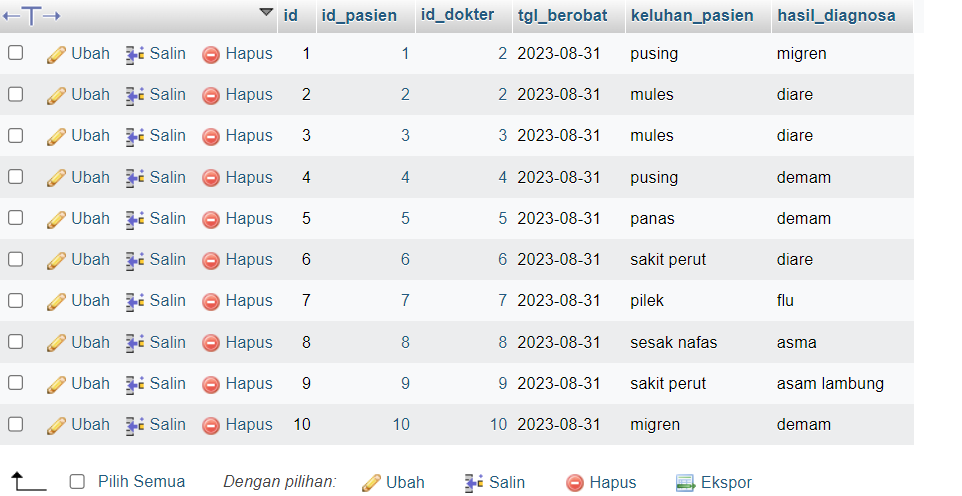 id id_pasien id_dokter tgl_berobat keluhan_pasien hasil_diagnosa
Ubah Salin Hapus 1 1 2 2023-08-31 pusing migren
Ubah Salin Hapus 2 2 2 2023-08-31 mules diare
Ubah Salin Hapus 3 3 3 2023-08-31 mules diare
Ubah Salin Hapus 4 4 4 2023-08-31 pusing demam
Ubah Salin Hapus 5 5 5 2023-08-31 panas demam
Ubah Salin Hapus 6 6 6 2023-08-31 sakit perut diare
Ubah Salin Hapus 7 7 7 2023-08-31 pilek flu
Ubah Salin Hapus 8 8 8 2023-08-31 sesak nafas asma
Ubah Salin Hapus 9 9 9 2023-08-31 sakit perut asam lambung
Ubah Salin Hapus 10 10 10 2023-08-31 migren demam
Pilih Semua Dengan pilihan: Ubah Salin Hapus Ekspor